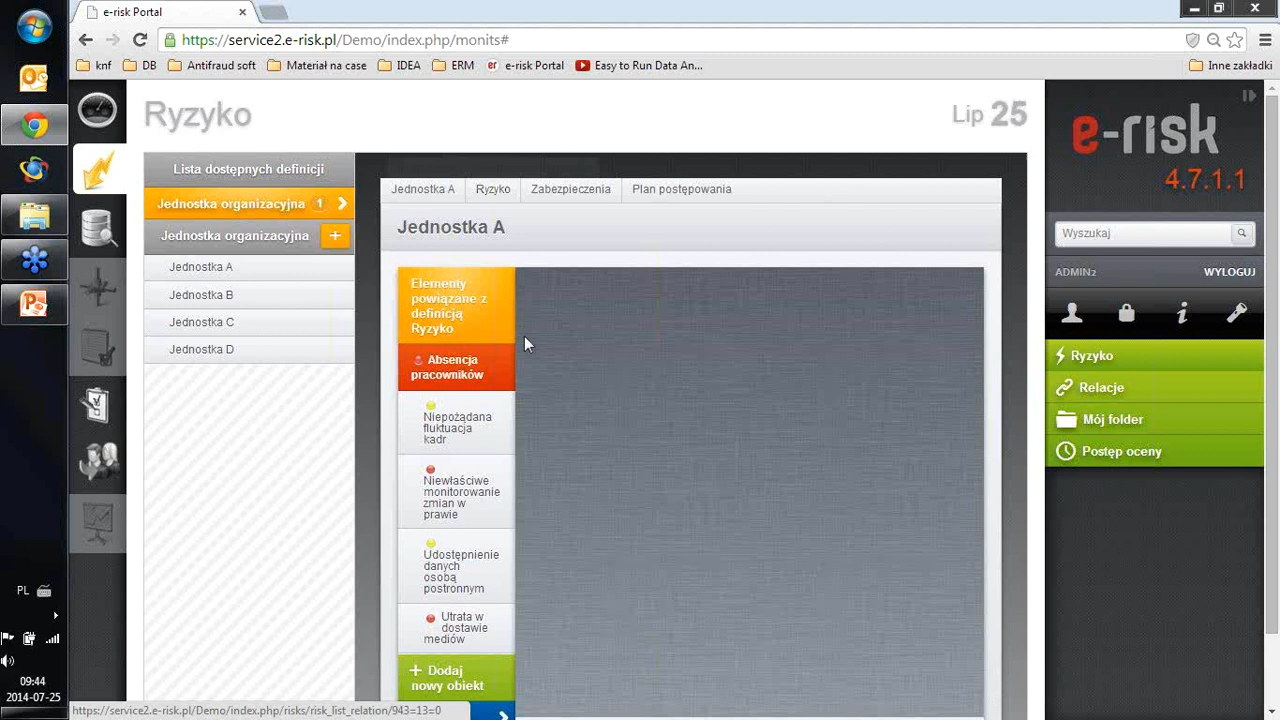 e-risk Portal
https://service2.e-risk.pl/Demo/index.php/monits#
knf
DB
Antifraud soft
Materiał na case
IDEA
ERM
er
e-risk Portal
Easy to Run Data An...
Inne zakładki
Ryzyko
Lip 25
Lista dostępnych definicji
Jednostka organizacyjna 1
Jednostka organizacyjna +
Jednostka A
Jednostka B
Jednostka C
Jednostka D
Jednostka A
Ryzyko
Zabezpieczenia
Plan postępowania
Jednostka A
Elementy
powiązane z
definicją
Ryzyko
Absencja
pracowników
Niepożądana
fluktuacja
kadr
Niewłaściwe
monitorowanie
zmian w
prawie
Udostępnienie
danych
osobą
postronnym
Utrata w
dostawie
mediów
+ Dodaj
nowy obiekt
e-risk
4.7.1.1
Wyszukaj
ADMIN2
WYLOGUJ
Ryzyko
Relacje
Mój folder
Postęp oceny
PL
09:44
2014-07-25
https://service2.e-risk.pl/Demo/index.php/risks/risk_list_relation/943=13=0